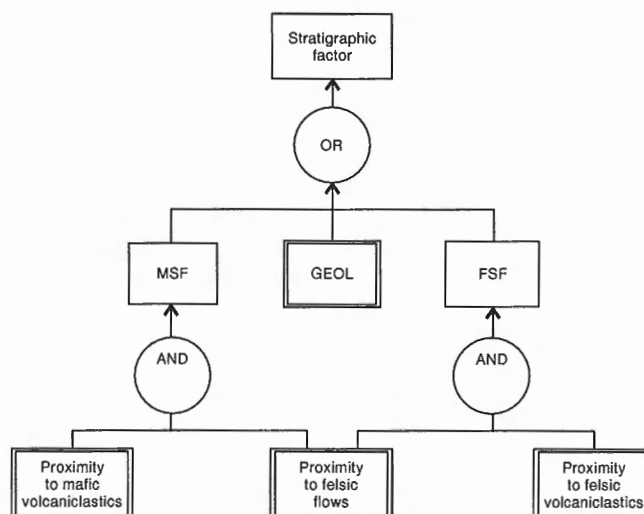 Stratigraphic
factor
OR
MSF
GEOL
FSF
AND
AND
Proximity
to mafic
volcaniclastics
Proximity
to felsic
flows
Proximity
to felsic
volcaniclastics